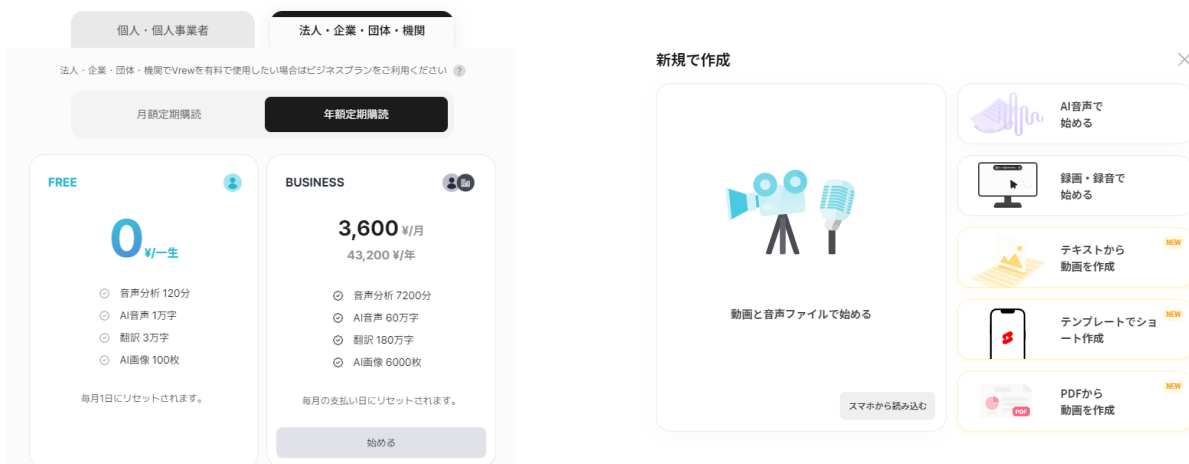 個人・個人事業者
法人・企業・団体・機関
法人・企業・団体・機関でVrewを有料で使用したい場合はビジネスプランをご利用ください ?
月額定期購読
年額定期購読
FREE
0 ¥/一生
音声分析 120分
AI音声 1万字
翻訳 3万字
AI画像 100枚
毎月1日にリセットされます。
BUSINESS
3,600 ¥/月
43,200 ¥/年
音声分析 7200分
AI音声 60万字
翻訳 180万字
AI画像 6000枚
毎月の支払い日にリセットされます。
始める
新規で作成
動画と音声ファイルで始める
スマホから読み込む
AI音声で
始める
録画・録音で
始める
テキストから
動画を作成
NEW
テンプレートでショ
ート作成
NEW
PDFから
動画を作成
NEW
PDF